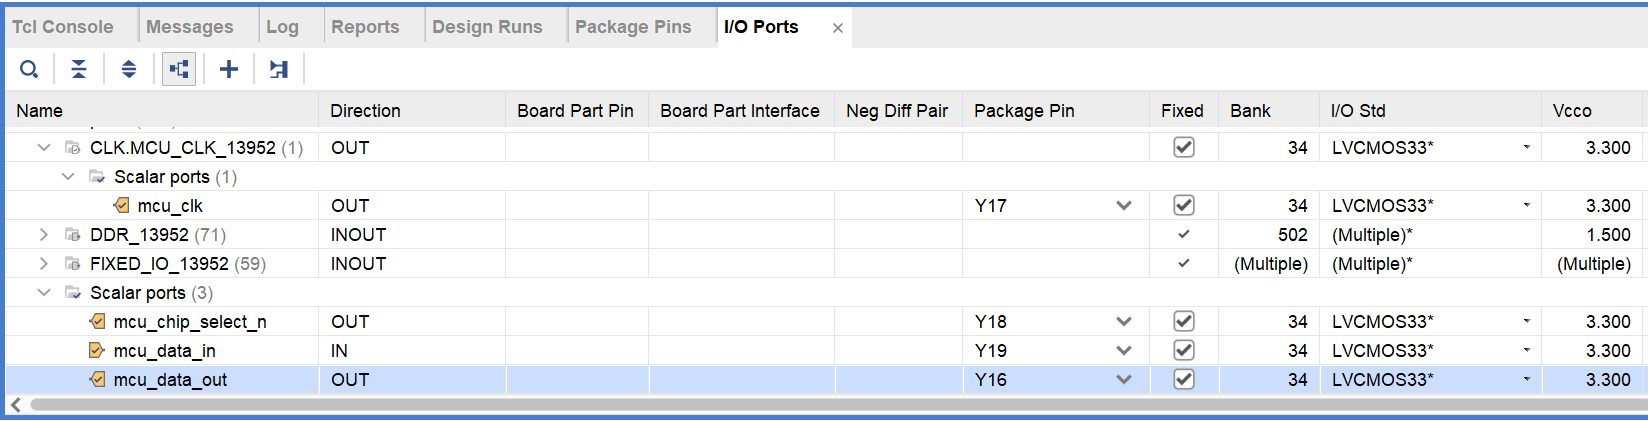 Tcl Console Messages Log Reports Design Runs Package Pins I/O Ports ×
Name Direction Board Part Pin Board Part Interface Neg Diff Pair Package Pin Fixed Bank I/O Std Vcco
CLK.MCU_CLK_13952 (1) OUT 34 LVCMOS33* 3.300
Scalar ports (1)
mcu_clk OUT Y17 34 LVCMOS33* 3.300
DDR_13952 (71) INOUT 502 (Multiple)* 1.500
FIXED_IO_13952 (59) INOUT (Multiple) (Multiple)* (Multiple)
Scalar ports (3)
mcu_chip_select_n OUT Y18 34 LVCMOS33* 3.300
mcu_data_in IN Y19 34 LVCMOS33* 3.300
mcu_data_out OUT Y16 34 LVCMOS33* 3.300